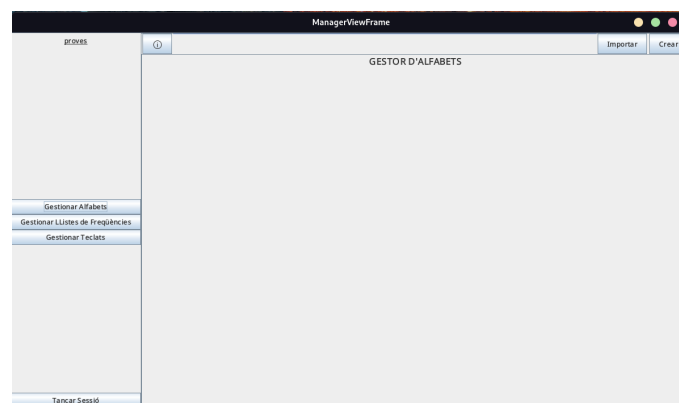 ManagerViewFrame
proves
Importar
Crear
GESTOR D'ALFABETS
Gestionar Alfabets
Gestionar LListes de Freqüències
Gestionar Teclats
Tancar Sessió